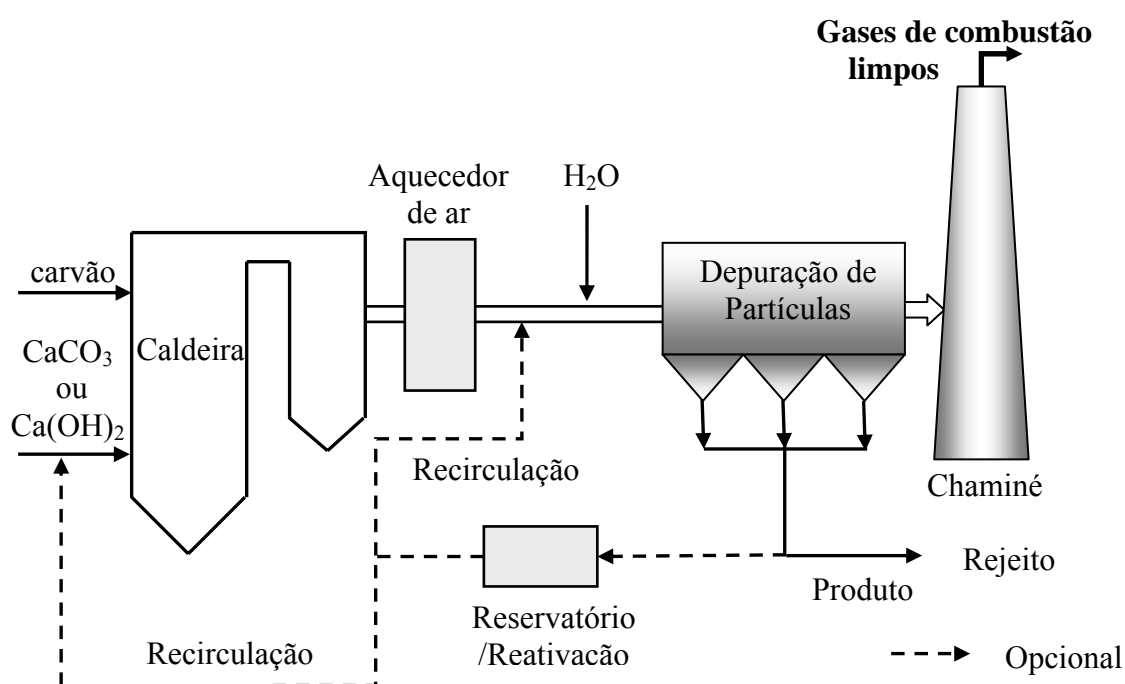 Gases de combustão
limpos
Aquecedor
de ar
H₂O
carvão
Depuração de
Partículas
CaCO₃
ou
Ca(OH)₂
Caldeira
Recirculação
Chaminé
Rejeito
Produto
Reservatório
/Reativacão
Recirculação
Opcional